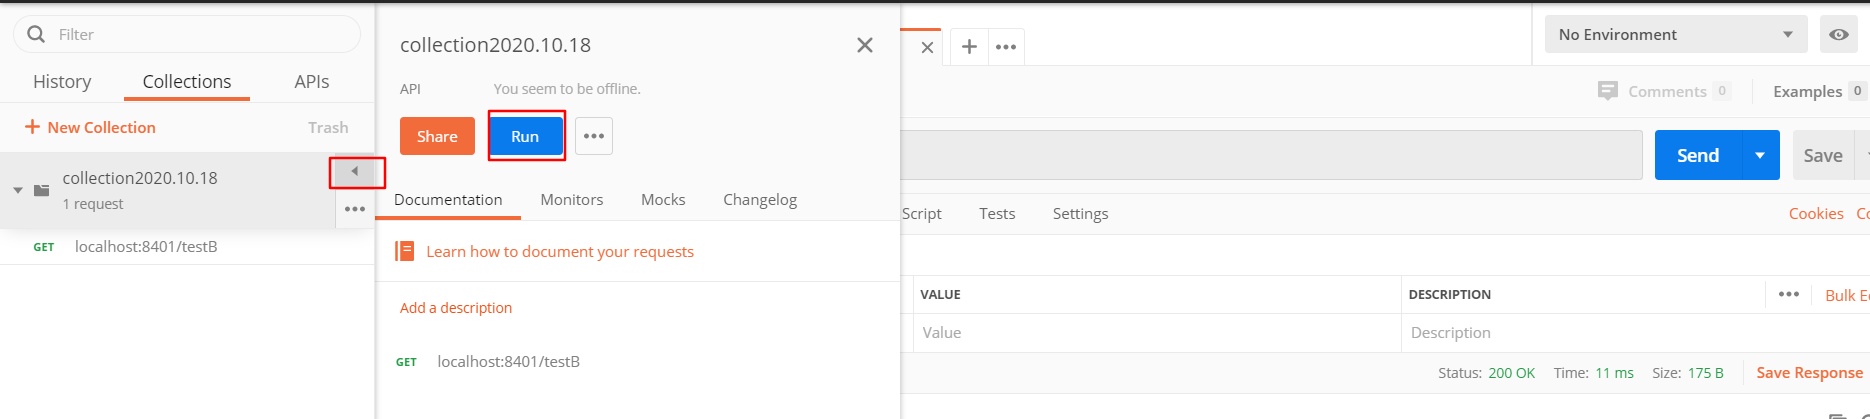 Filter
History Collections APIs
+ New Collection Trash
collection2020.10.18
1 request
GET localhost:8401/testB
collection2020.10.18
API You seem to be offline.
Share Run
Documentation Monitors Mocks Changelog
Learn how to document your requests
Add a description
GET localhost:8401/testB
No Environment
Comments 0 Examples 0
Send Save
Script Tests Settings Cookies Co
VALUE DESCRIPTION Bulk E
Value Description
Status: 200 OK Time: 11 ms Size: 175 B Save Response